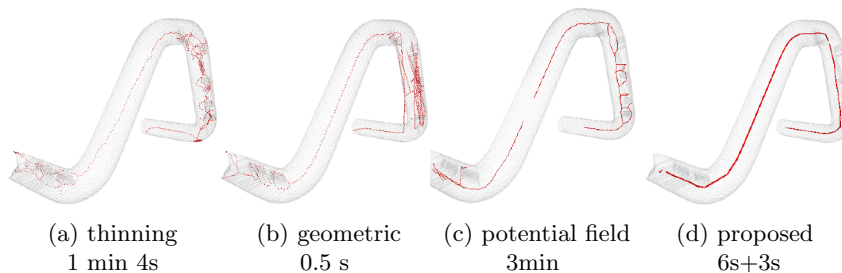 (a) thinning (b) geometric (c) potential field (d) proposed
1 min 4s 0.5 s 3min 6s+3s